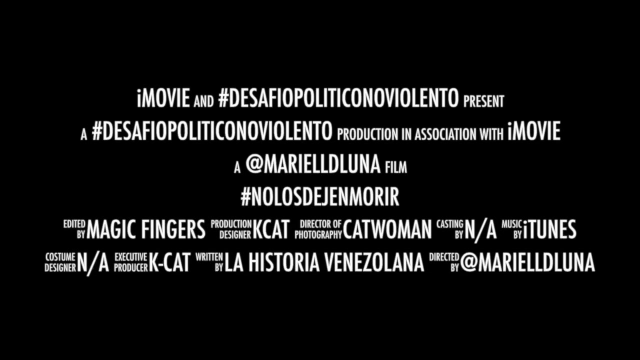 iMOVIE AND #DESAFIOPOLITICONOVIOLENTO PRESENT
A #DESAFIOPOLITICONOVIOLENTO PRODUCTION IN ASSOCIATION WITH iMOVIE
A @MARIELLDLUNA FILM
#NOLOSDEJENMORIR
EDITED BY MAGIC FINGERS PRODUCTION DESIGNER KCAT DIRECTOR OF PHOTOGRAPHY CATWOMAN CASTING BY N/A MUSIC BY iTUNES
COSTUME DESIGNER N/A EXECUTIVE PRODUCER K-CAT WRITTEN BY LA HISTORIA VENEZOLANA DIRECTED BY @MARIELLDLUNA